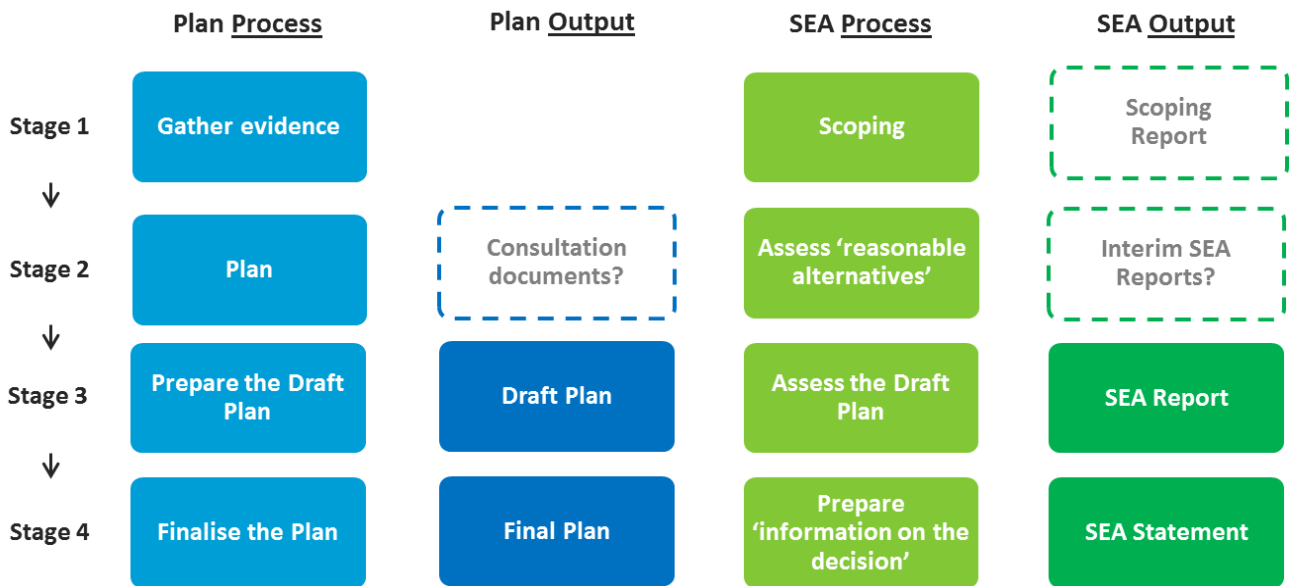 Plan Process
Plan Output
SEA Process
SEA Output
Stage 1
Gather evidence
Scoping
Scoping
Report
Stage 2
Plan
Consultation
documents?
Assess ‘reasonable
alternatives’
Interim SEA
Reports?
Stage 3
Prepare the Draft
Plan
Draft Plan
Assess the Draft
Plan
SEA Report
Stage 4
Finalise the Plan
Final Plan
Prepare
‘information on the
decision’
SEA Statement